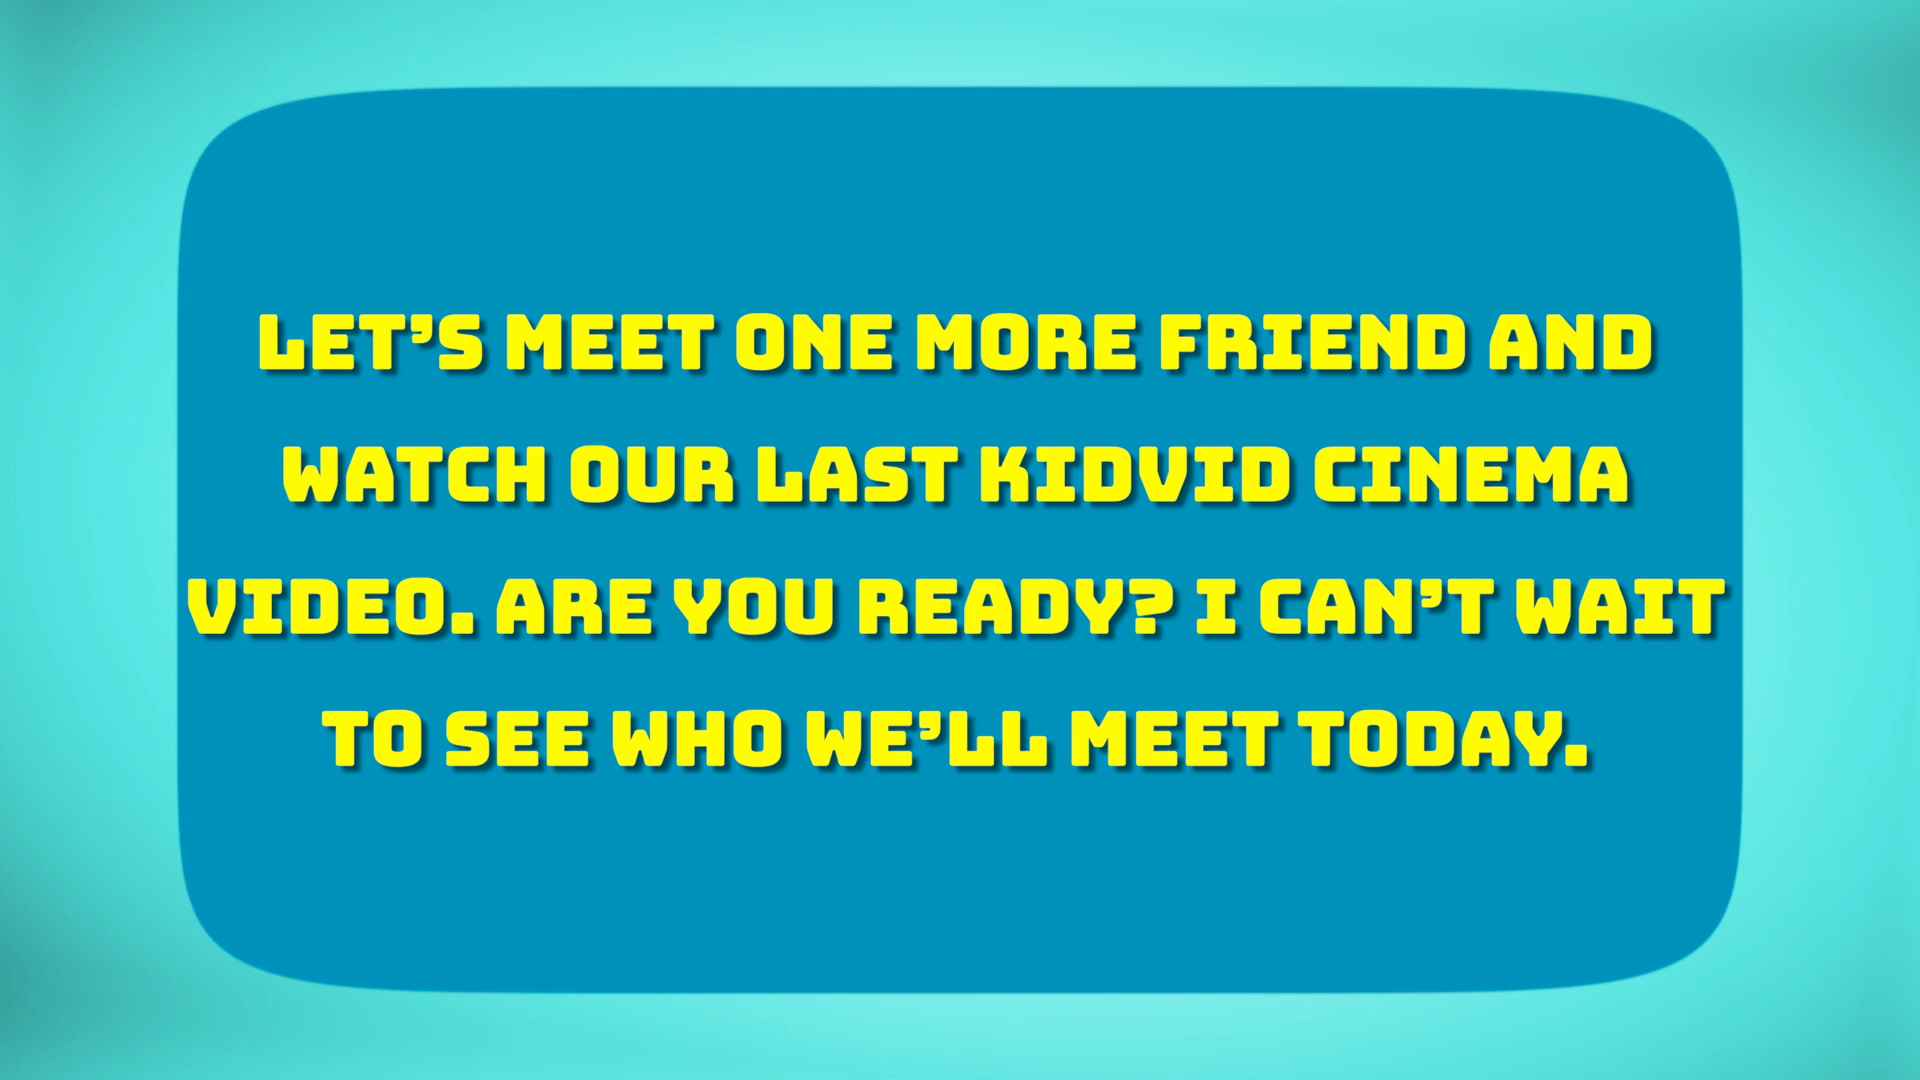 LET’S MEET ONE MORE FRIEND AND
WATCH OUR LAST KIDVID CINEMA
VIDEO. ARE YOU READY? I CAN’T WAIT
TO SEE WHO WE’LL MEET TODAY.